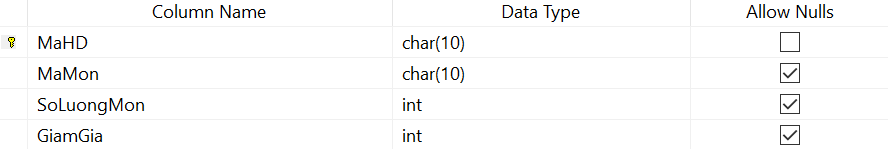 Column Name Data Type Allow Nulls
MaHD char(10)
MaMon char(10)
SoLuongMon int
GiamGia int